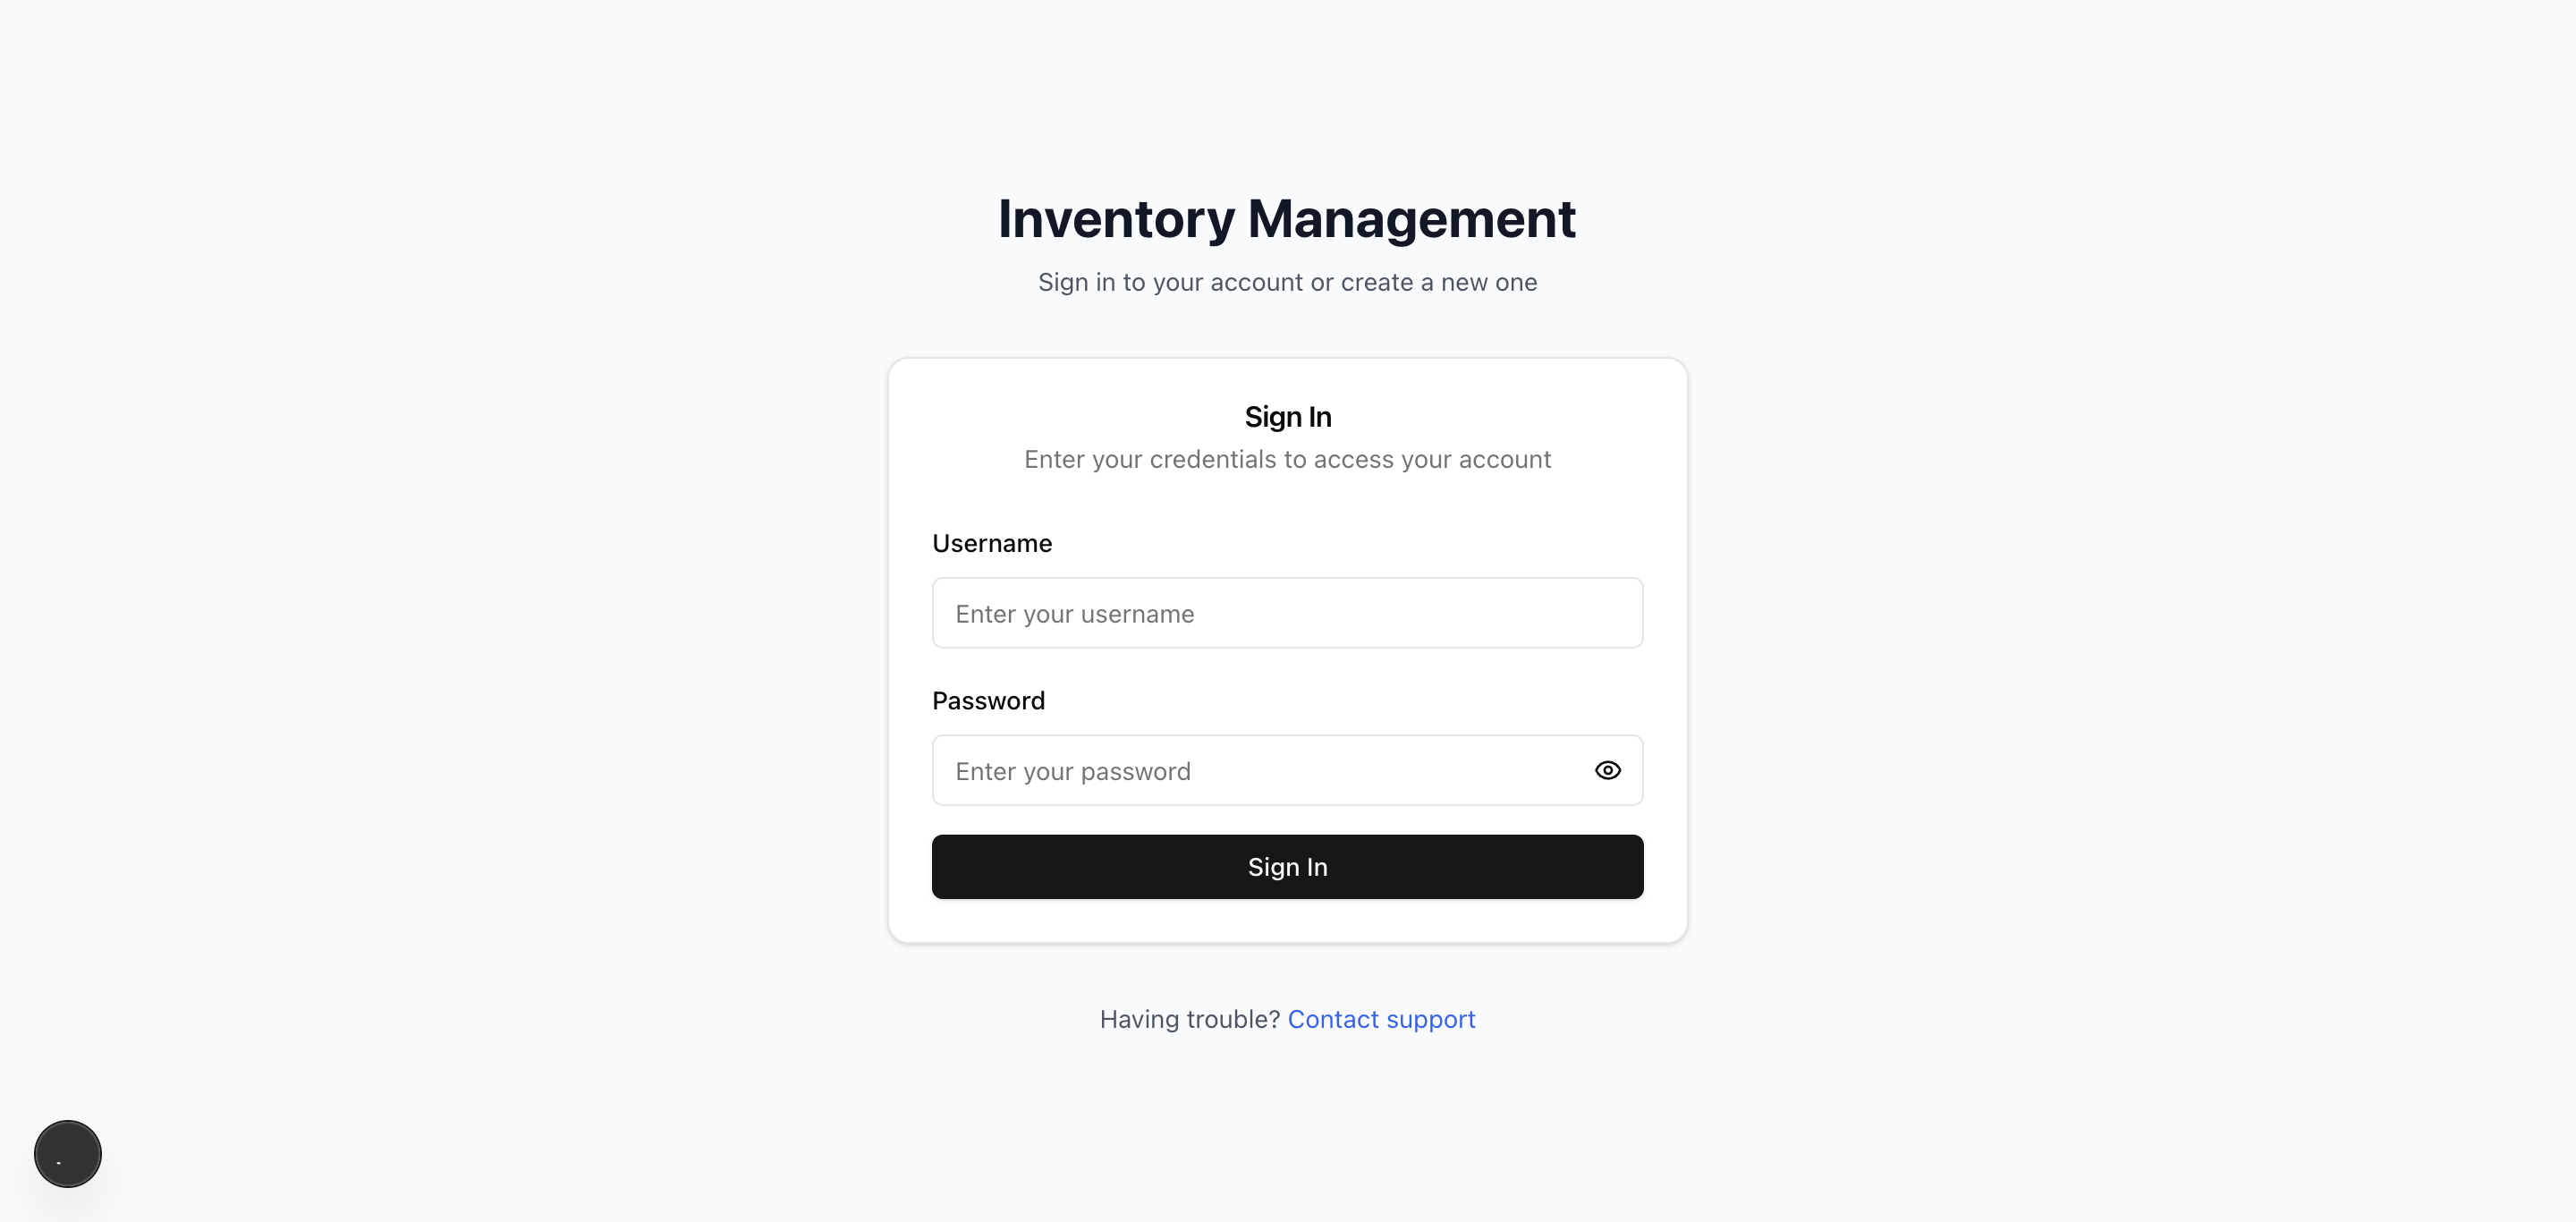 Inventory Management
Sign in to your account or create a new one
Sign In
Enter your credentials to access your account
Username
Enter your username
Password
Enter your password
Sign In
Having trouble? Contact support